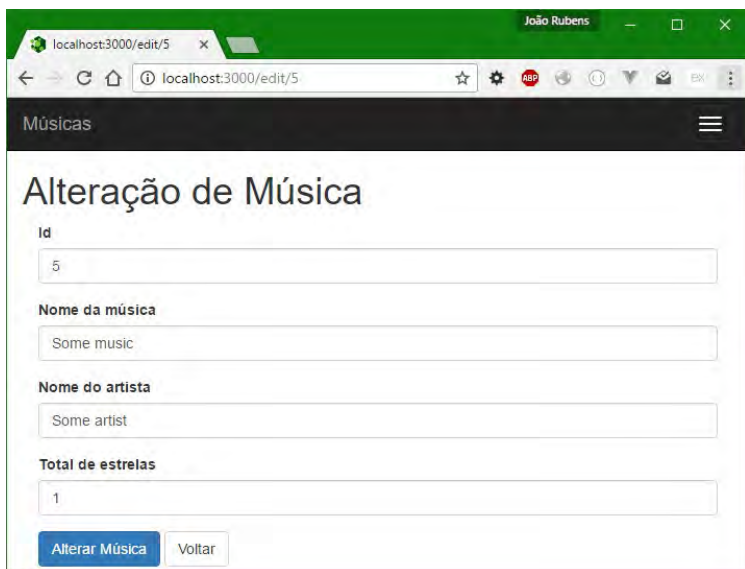 João Rubens
localhost:3000/edit/5
localhost:3000/edit/5
ABP
Músicas
Alteração de Música
Id
5
Nome da música
Some music
Nome do artista
Some artist
Total de estrelas
1
Alterar Música Voltar